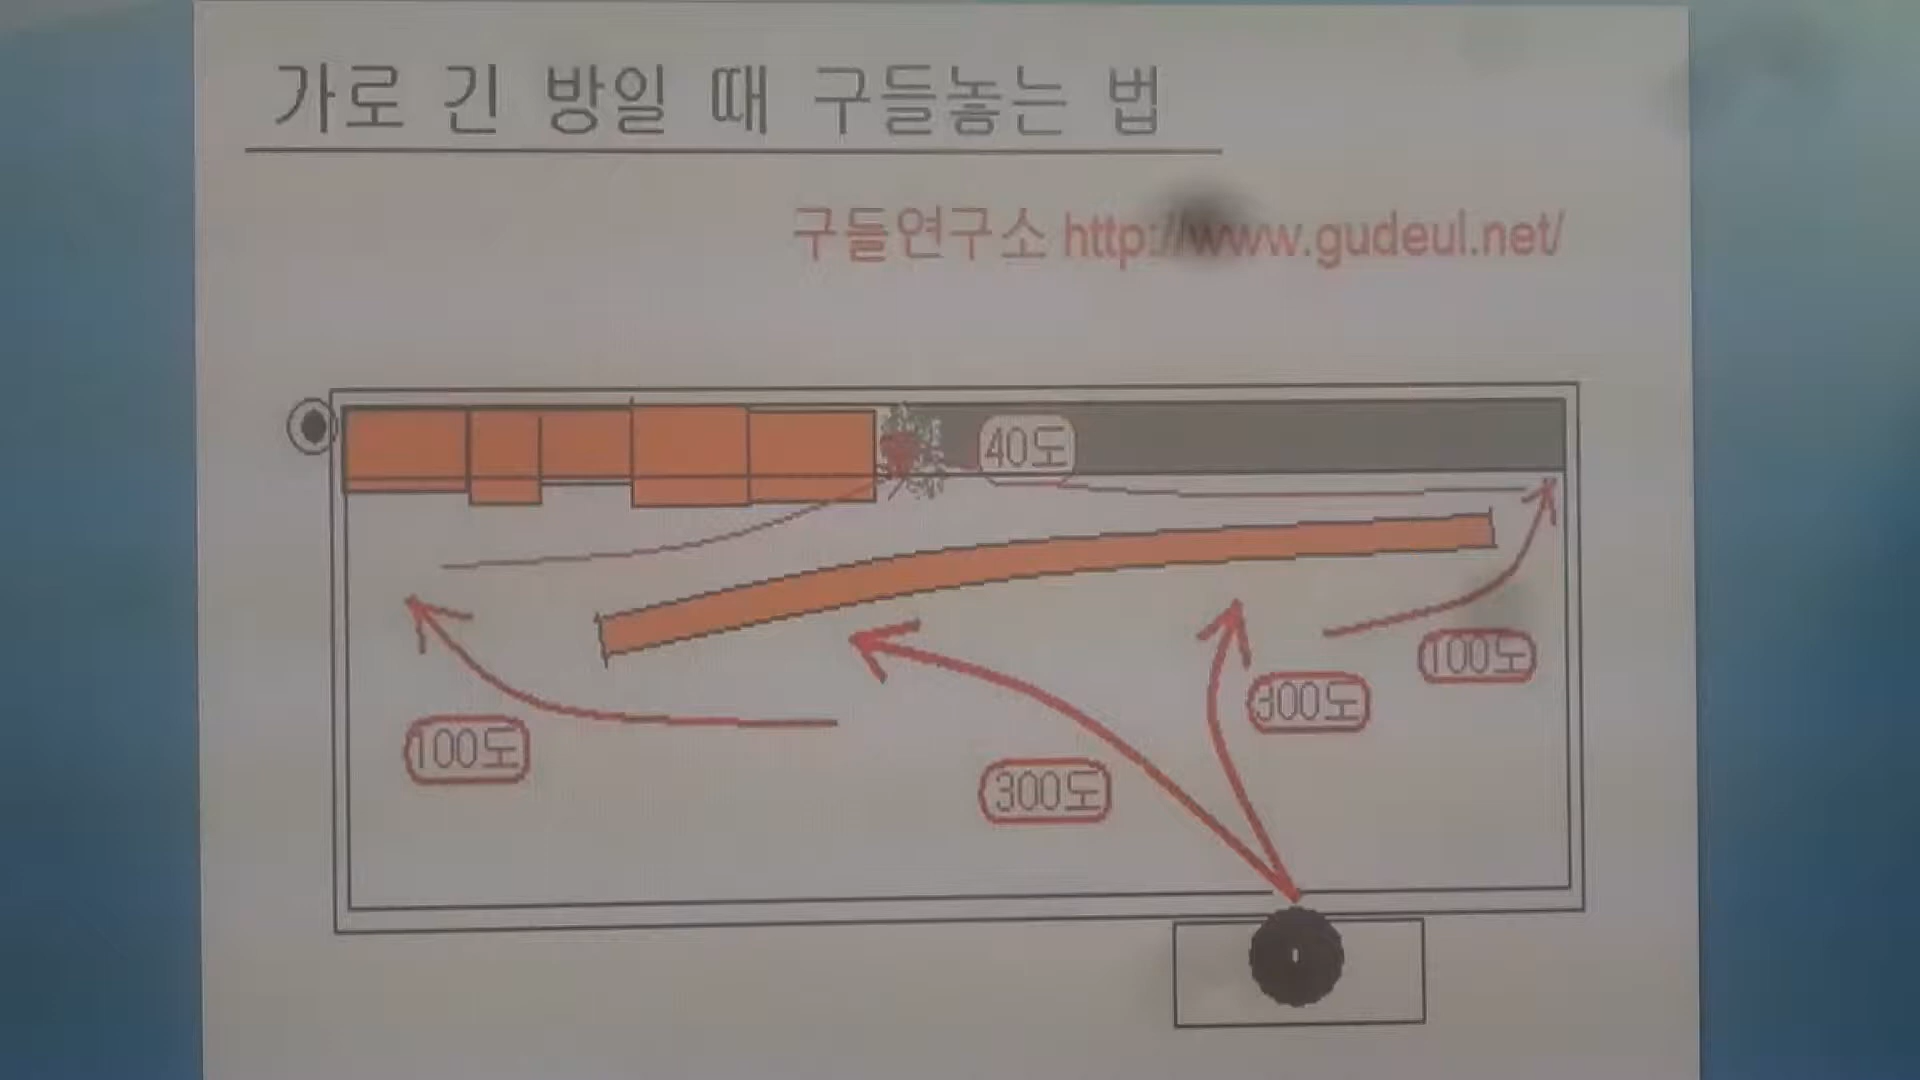 가로 긴 방일 때 구들놓는 법
구들연구소 http://www.gudeul.net/
40도
100도
300도
100도
300도